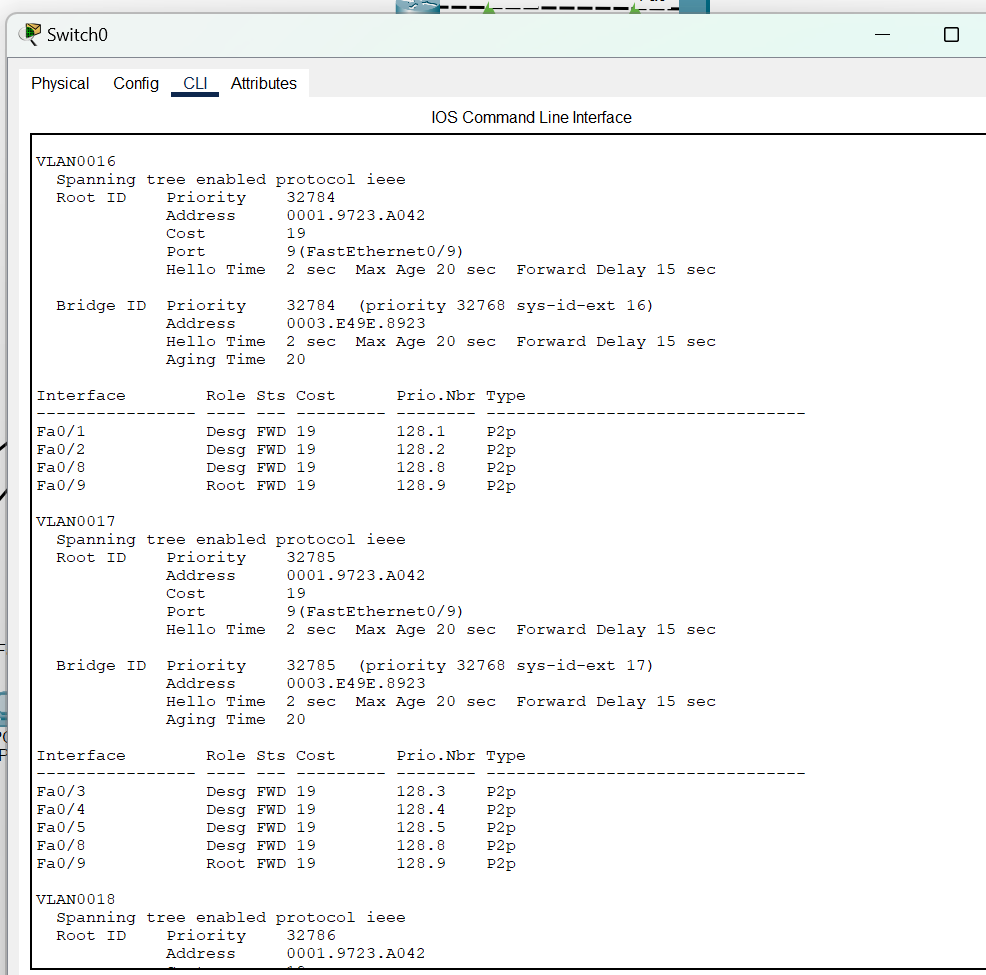 Switch0
Physical Config CLI Attributes
IOS Command Line Interface
VLAN0016
Spanning tree enabled protocol ieee
Root ID Priority 32784
Address 0001.9723.A042
Cost 19
Port 9(FastEthernet0/9)
Hello Time 2 sec Max Age 20 sec Forward Delay 15 sec
Bridge ID Priority 32784 (priority 32768 sys-id-ext 16)
Address 0003.E49E.8923
Hello Time 2 sec Max Age 20 sec Forward Delay 15 sec
Aging Time 20
Interface Role Sts Cost Prio.Nbr Type
---------------- ---- --- --------- -------- --------------------------------
Fa0/1 Desg FWD 19 128.1 P2p
Fa0/2 Desg FWD 19 128.2 P2p
Fa0/8 Desg FWD 19 128.8 P2p
Fa0/9 Root FWD 19 128.9 P2p
VLAN0017
Spanning tree enabled protocol ieee
Root ID Priority 32785
Address 0001.9723.A042
Cost 19
Port 9(FastEthernet0/9)
Hello Time 2 sec Max Age 20 sec Forward Delay 15 sec
Bridge ID Priority 32785 (priority 32768 sys-id-ext 17)
Address 0003.E49E.8923
Hello Time 2 sec Max Age 20 sec Forward Delay 15 sec
Aging Time 20
Interface Role Sts Cost Prio.Nbr Type
---------------- ---- --- --------- -------- --------------------------------
Fa0/3 Desg FWD 19 128.3 P2p
Fa0/4 Desg FWD 19 128.4 P2p
Fa0/5 Desg FWD 19 128.5 P2p
Fa0/8 Desg FWD 19 128.8 P2p
Fa0/9 Root FWD 19 128.9 P2p
VLAN0018
Spanning tree enabled protocol ieee
Root ID Priority 32786
Address 0001.9723.A042